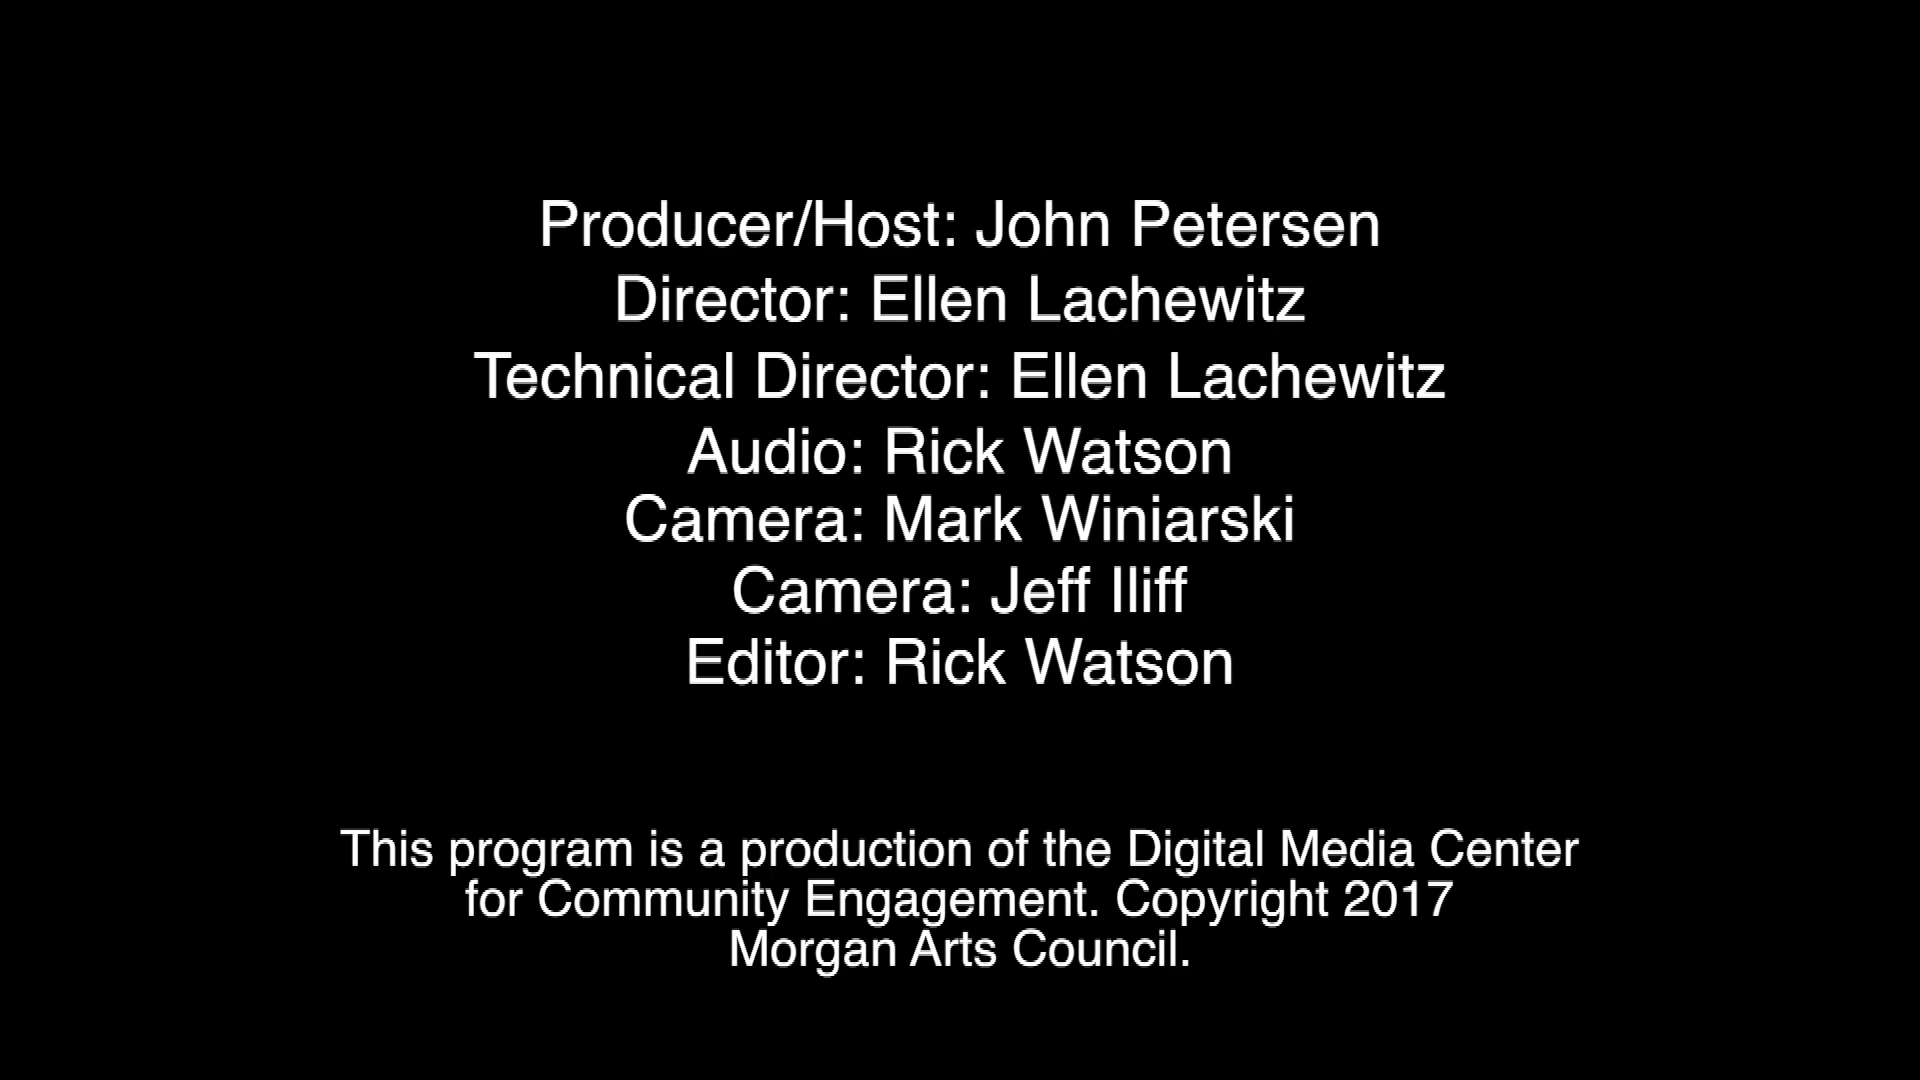 Producer/Host: John Petersen
Director: Ellen Lachewitz
Technical Director: Ellen Lachewitz
Audio: Rick Watson
Camera: Mark Winiarski
Camera: Jeff Iliff
Editor: Rick Watson
This program is a production of the Digital Media Center
for Community Engagement. Copyright 2017
Morgan Arts Council.